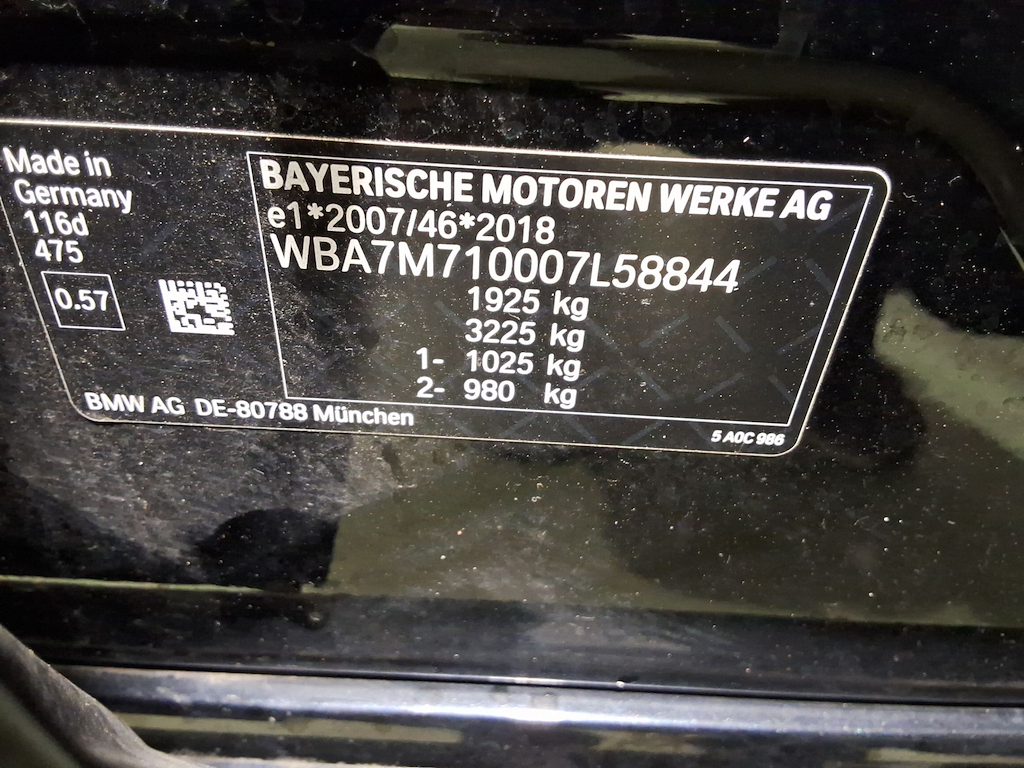 Made in
Germany
116d
475
0.57
BAYERISCHE MOTOREN WERKE AG
e1*2007/46*2018
WBA7M710007L58844
1925 kg
3225 kg
1- 1025 kg
2- 980 kg
BMW AG DE-80788 München
5 A0C 986